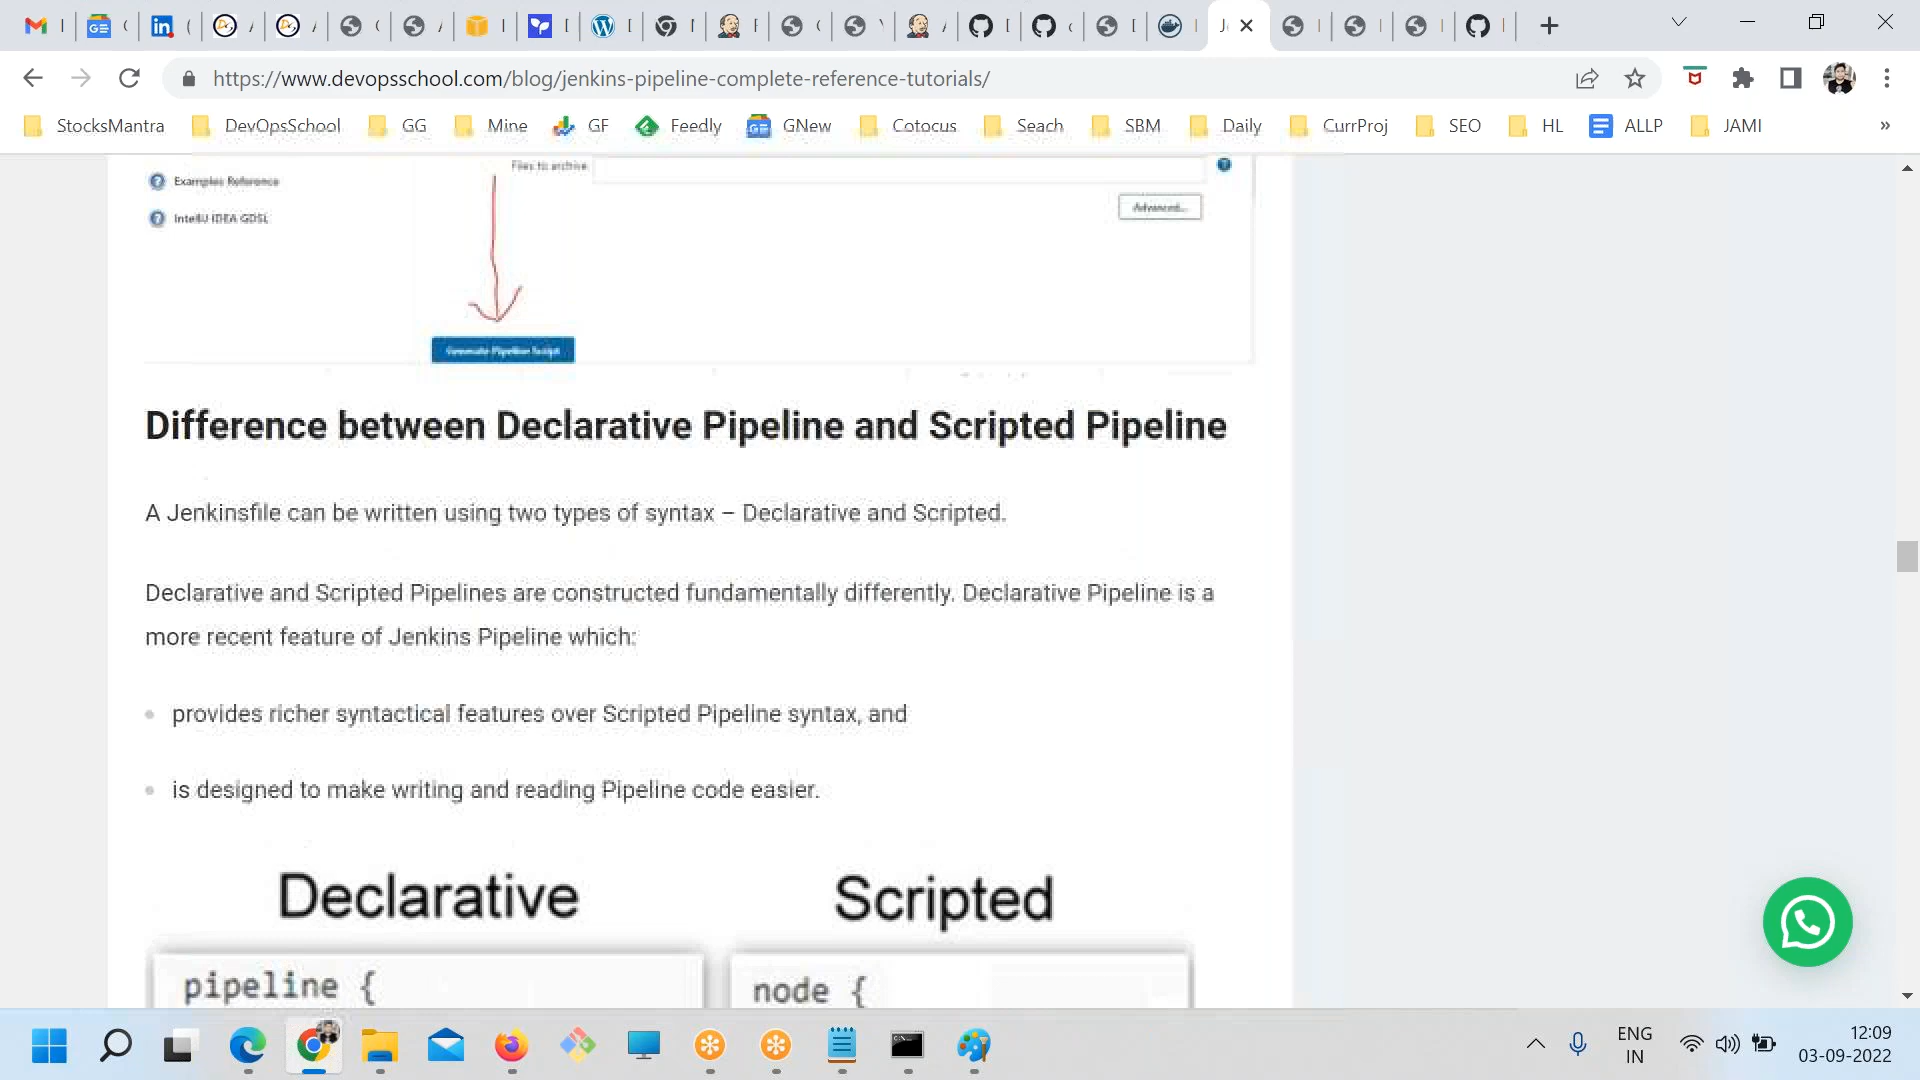 https://www.devopsschool.com/blog/jenkins-pipeline-complete-reference-tutorials/
StocksMantra DevOpsSchool GG Mine GF Feedly GNew Cotocus Seach SBM Daily CurrProj SEO HL ALLP JAMI »
Files to archive
Examples Reference
IntelliJ IDEA GDSL
Advanced...
Generate Pipeline Script
Difference between Declarative Pipeline and Scripted Pipeline
A Jenkinsfile can be written using two types of syntax – Declarative and Scripted.
Declarative and Scripted Pipelines are constructed fundamentally differently. Declarative Pipeline is a
more recent feature of Jenkins Pipeline which:
provides richer syntactical features over Scripted Pipeline syntax, and
is designed to make writing and reading Pipeline code easier.
Declarative Scripted
pipeline {
node {
ENG
IN
12:09
03-09-2022